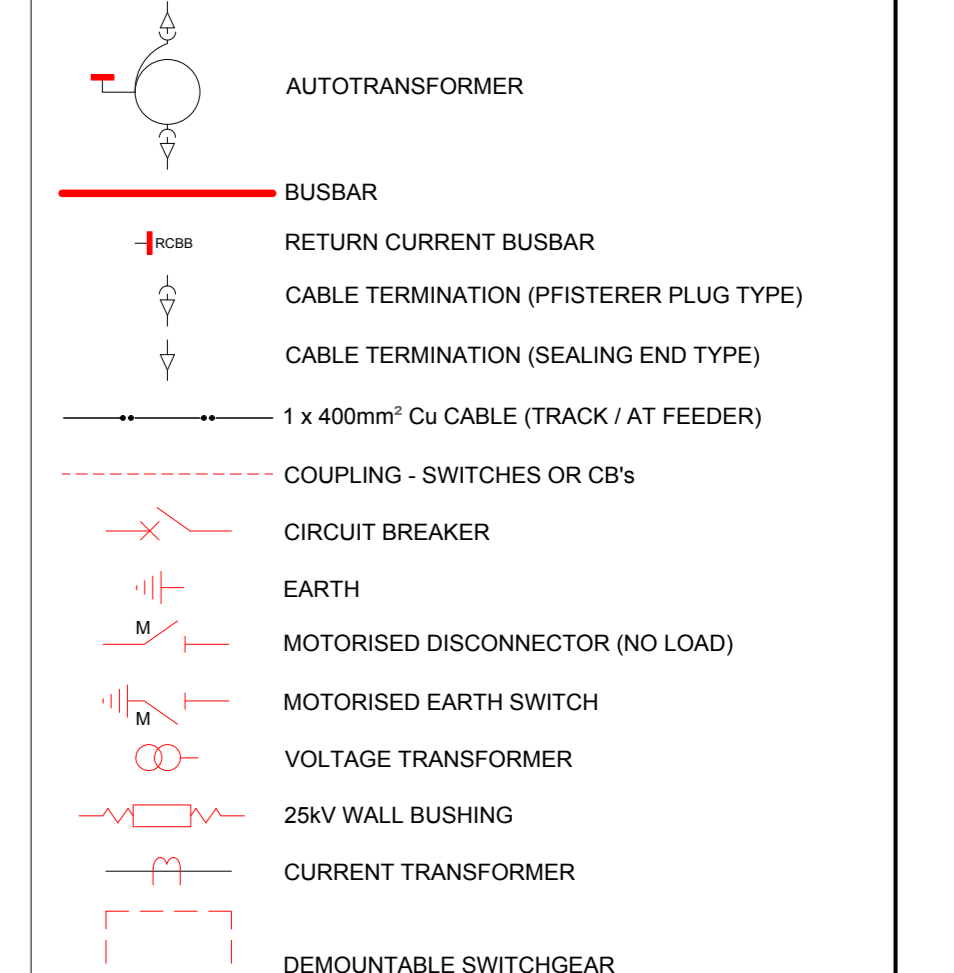 AUTOTRANSFORMER
BUSBAR
RCBB RETURN CURRENT BUSBAR
CABLE TERMINATION (PFISTERER PLUG TYPE)
CABLE TERMINATION (SEALING END TYPE)
1 x 400mm² Cu CABLE (TRACK / AT FEEDER)
COUPLING - SWITCHES OR CB's
CIRCUIT BREAKER
EARTH
M MOTORISED DISCONNECTOR (NO LOAD)
M MOTORISED EARTH SWITCH
VOLTAGE TRANSFORMER
25kV WALL BUSHING
CURRENT TRANSFORMER
DEMOUNTABLE SWITCHGEAR